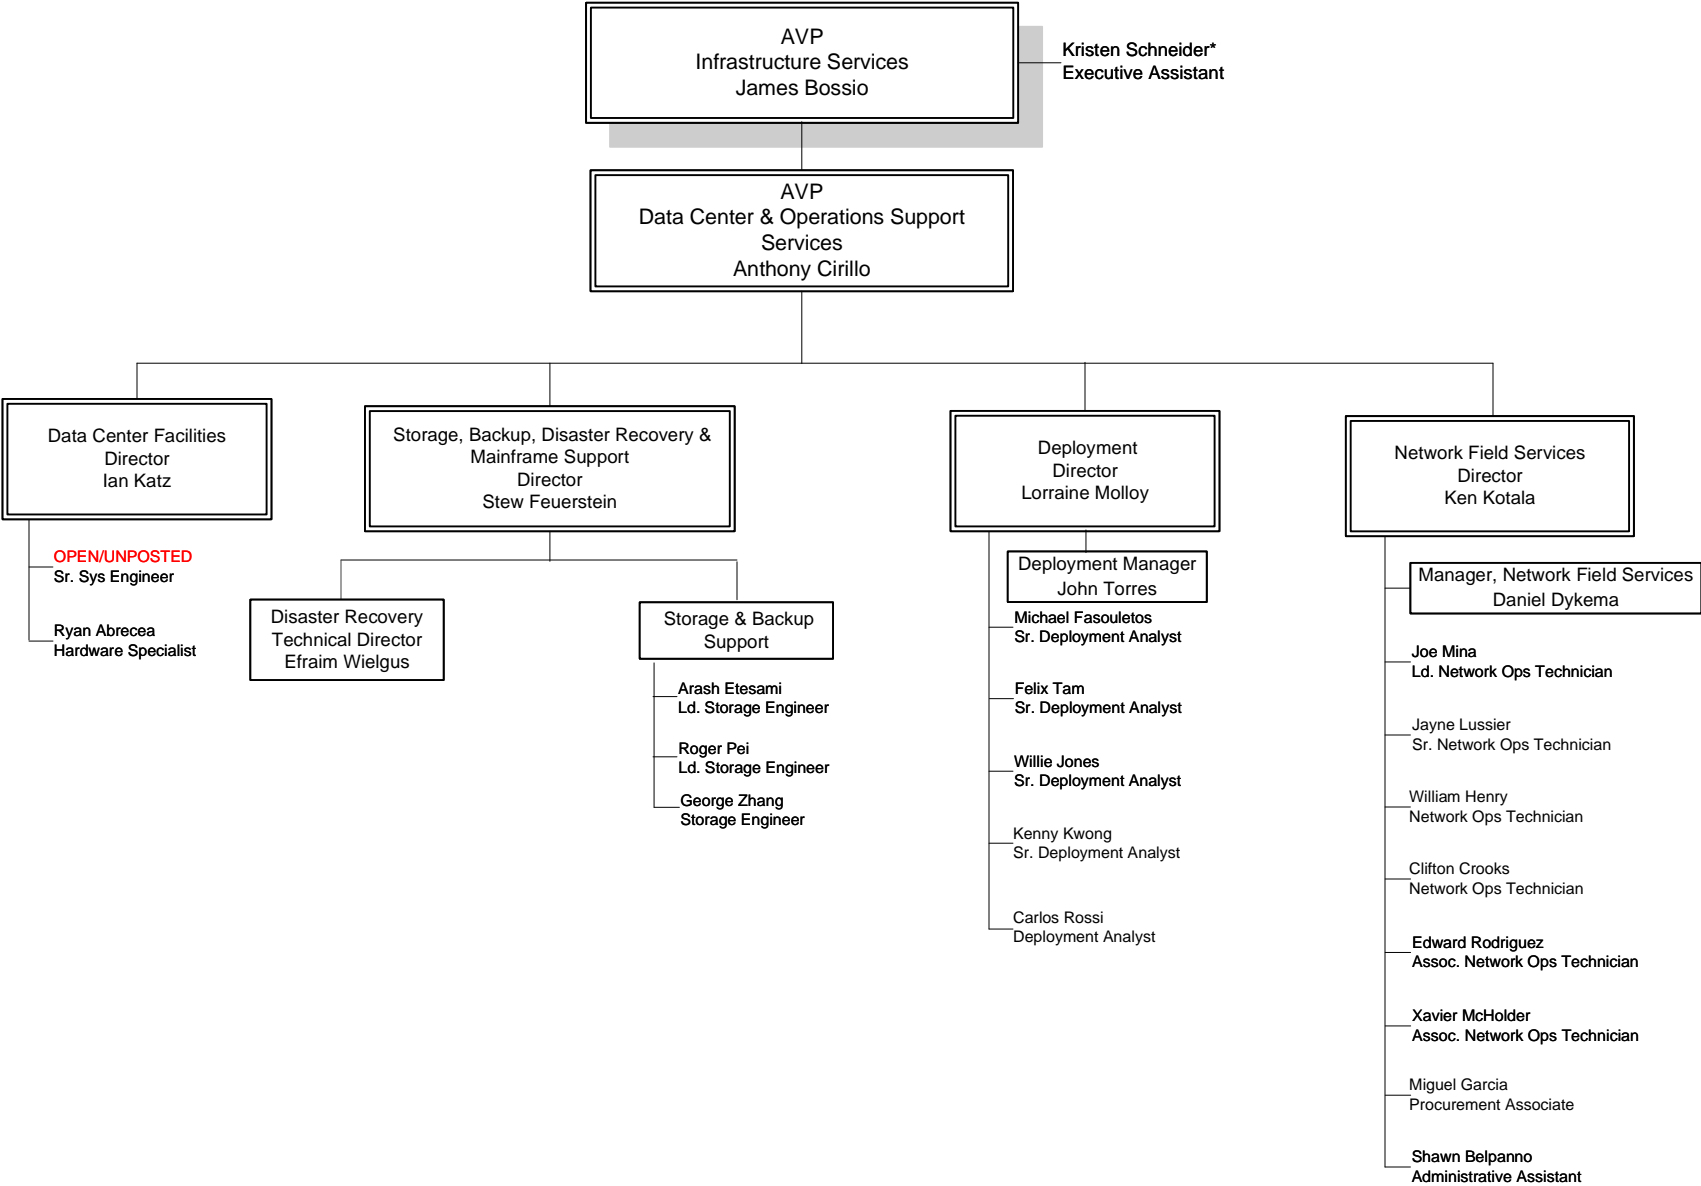 AVP
Infrastructure Services
James Bossio
Kristen Schneider*
Executive Assistant
AVP
Data Center & Operations Support
Services
Anthony Cirillo
Data Center Facilities
Director
Ian Katz
OPEN/UNPOSTED
Sr. Sys Engineer
Ryan Abrecea
Hardware Specialist
Storage, Backup, Disaster Recovery &
Mainframe Support
Director
Stew Feuerstein
Disaster Recovery
Technical Director
Efraim Wielgus
Storage & Backup
Support
Arash Etesami
Ld. Storage Engineer
Roger Pei
Ld. Storage Engineer
George Zhang
Storage Engineer
Deployment
Director
Lorraine Molloy
Deployment Manager
John Torres
Michael Fasouletos
Sr. Deployment Analyst
Felix Tam
Sr. Deployment Analyst
Willie Jones
Sr. Deployment Analyst
Kenny Kwong
Sr. Deployment Analyst
Carlos Rossi
Deployment Analyst
Network Field Services
Director
Ken Kotala
Manager, Network Field Services
Daniel Dykema
Joe Mina
Ld. Network Ops Technician
Jayne Lussier
Sr. Network Ops Technician
William Henry
Network Ops Technician
Clifton Crooks
Network Ops Technician
Edward Rodriguez
Assoc. Network Ops Technician
Xavier McHolder
Assoc. Network Ops Technician
Miguel Garcia
Procurement Associate
Shawn Belpanno
Administrative Assistant